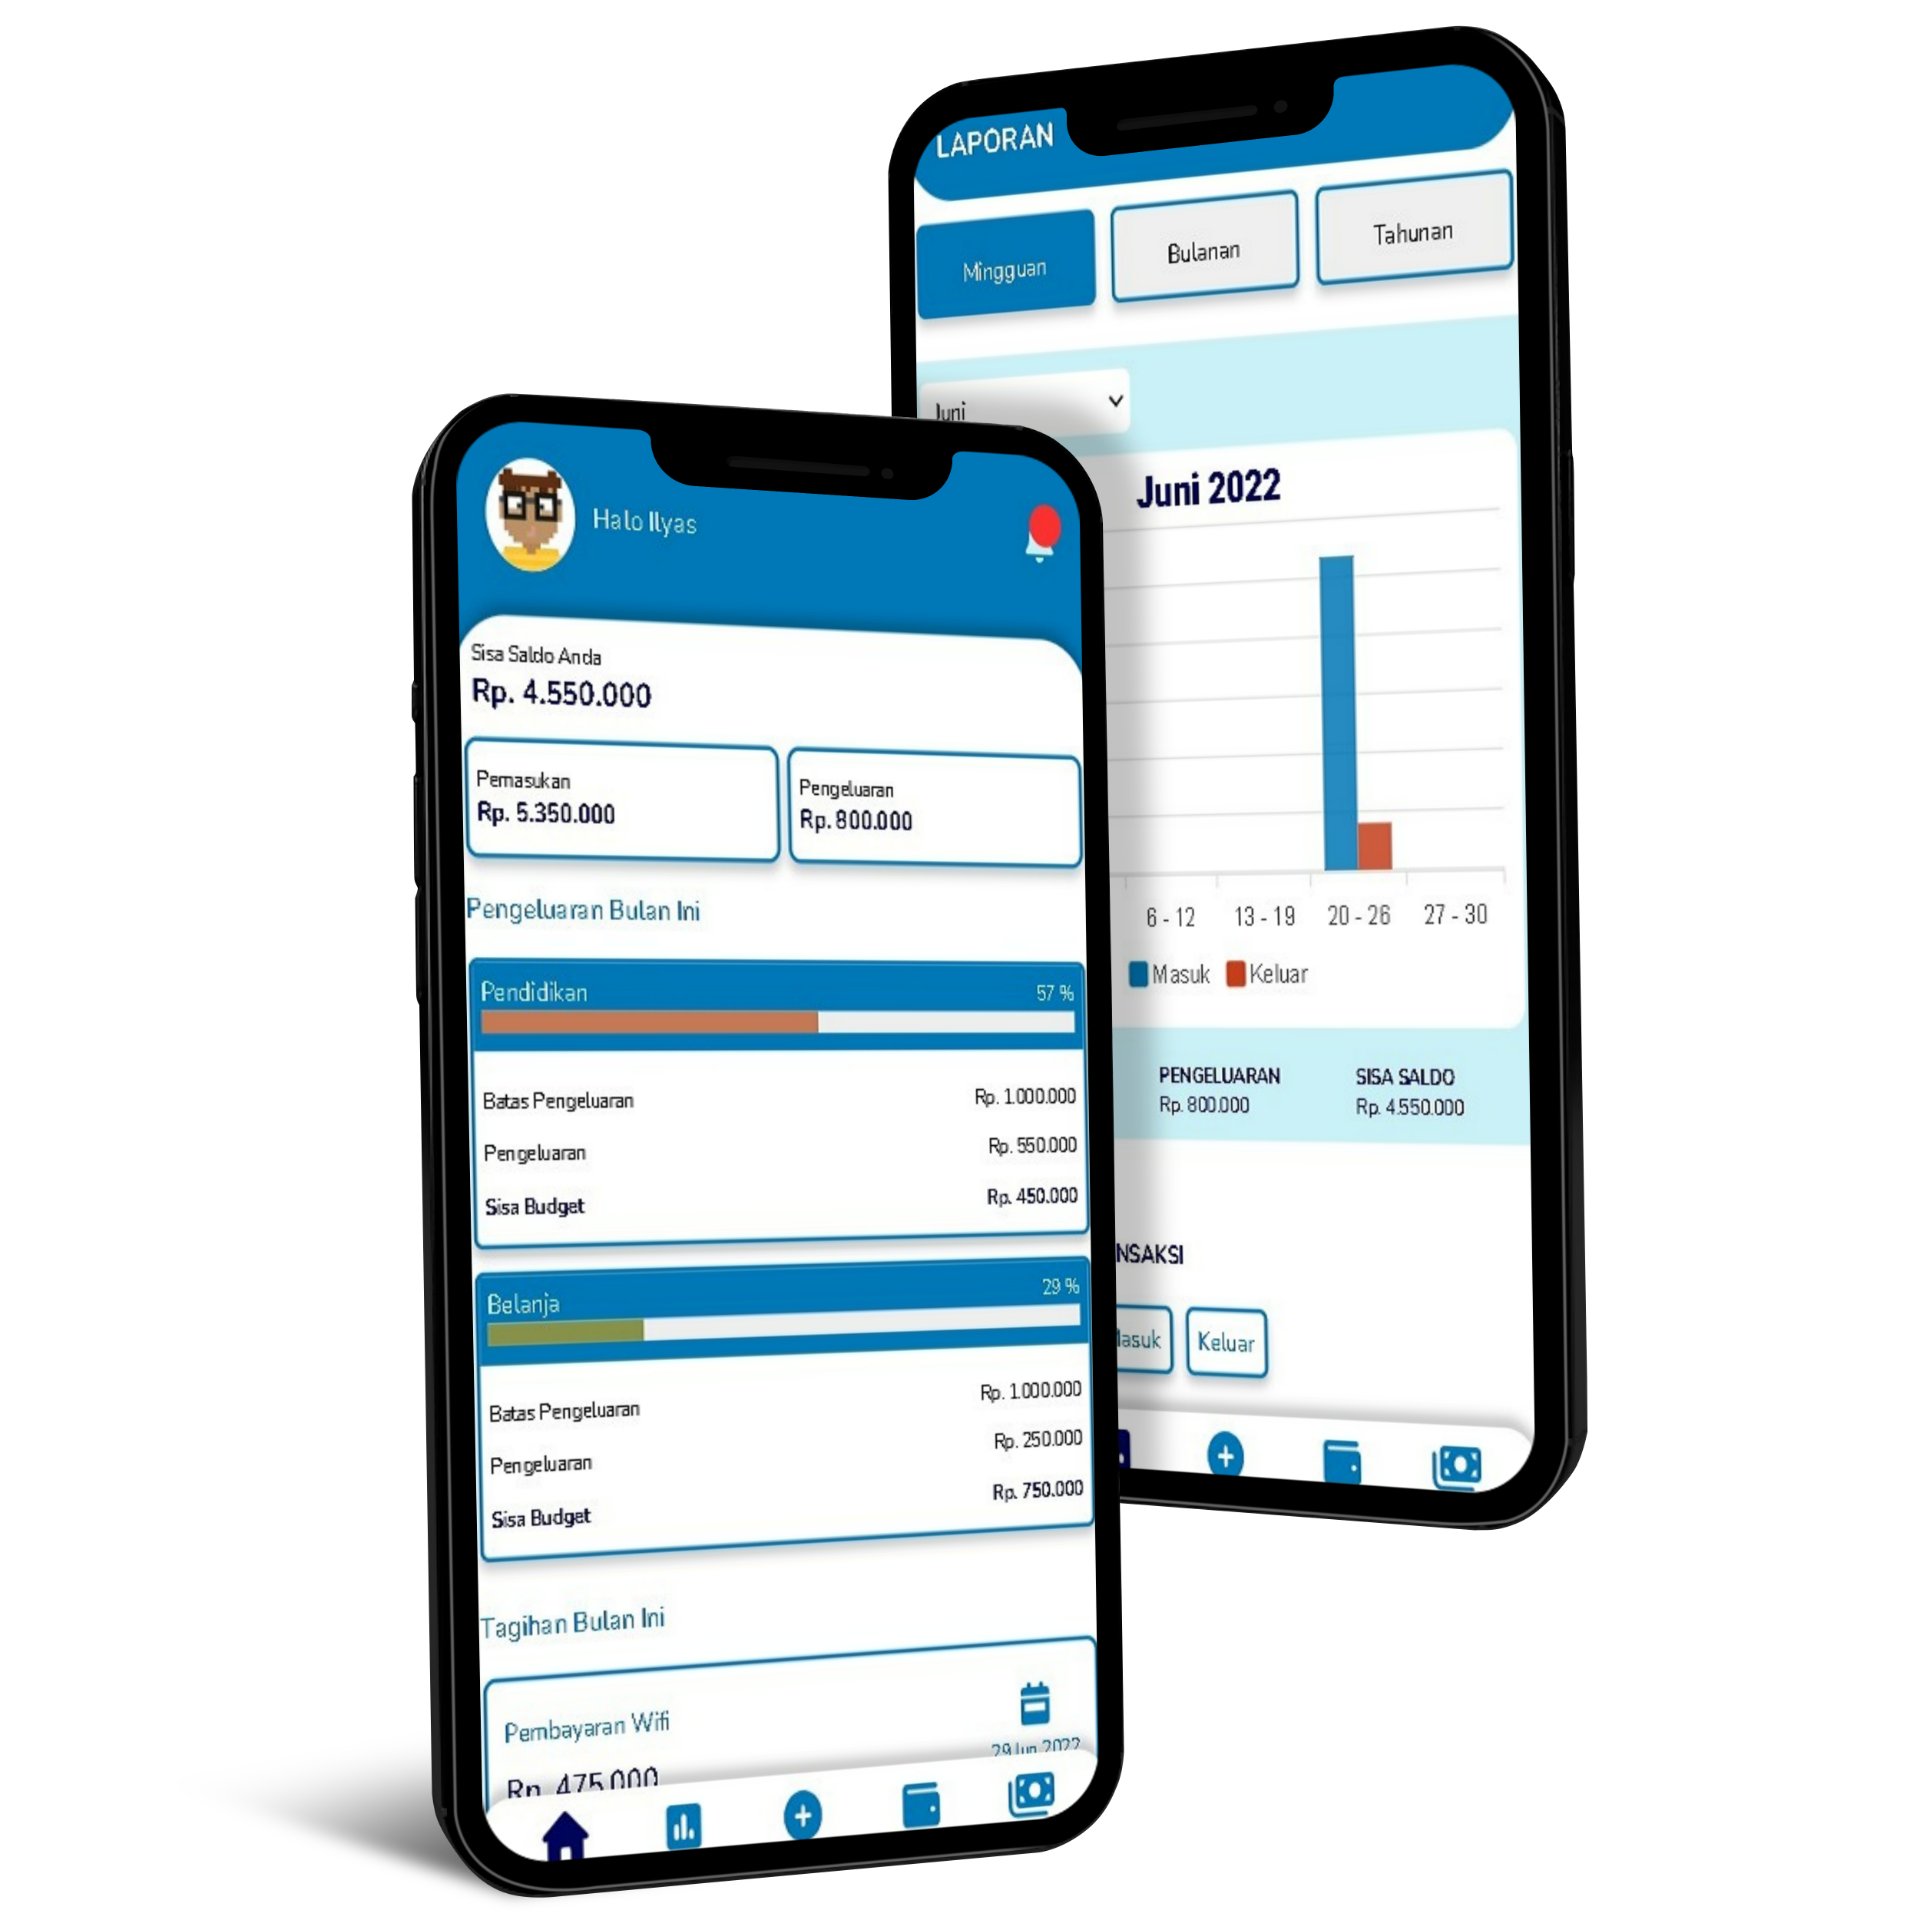 LAPORAN
Mingguan
Bulanan
Tahunan
Juni
Juni 2022
6 - 12
13 - 19
20 - 26
27 - 30
Masuk
Keluar
PENGELUARAN
Rp. 800.000
SISA SALDO
Rp. 4.550.000
NSAKSI
asuk
Keluar
Halo Ilyas
Sisa Saldo Anda
Rp. 4.550.000
Pemasukan
Rp. 5.350.000
Pengeluaran
Rp. 800.000
Pengeluaran Bulan Ini
Pendidikan
57 %
Batas Pengeluaran
Rp. 1.000.000
Pengeluaran
Rp. 550.000
Sisa Budget
Rp. 450.000
Belanja
29 %
Batas Pengeluaran
Rp. 1.000.000
Pengeluaran
Rp. 250.000
Sisa Budget
Rp. 750.000
Tagihan Bulan Ini
Pembayaran Wifi
29 Jun 2022
Rp. 475.000